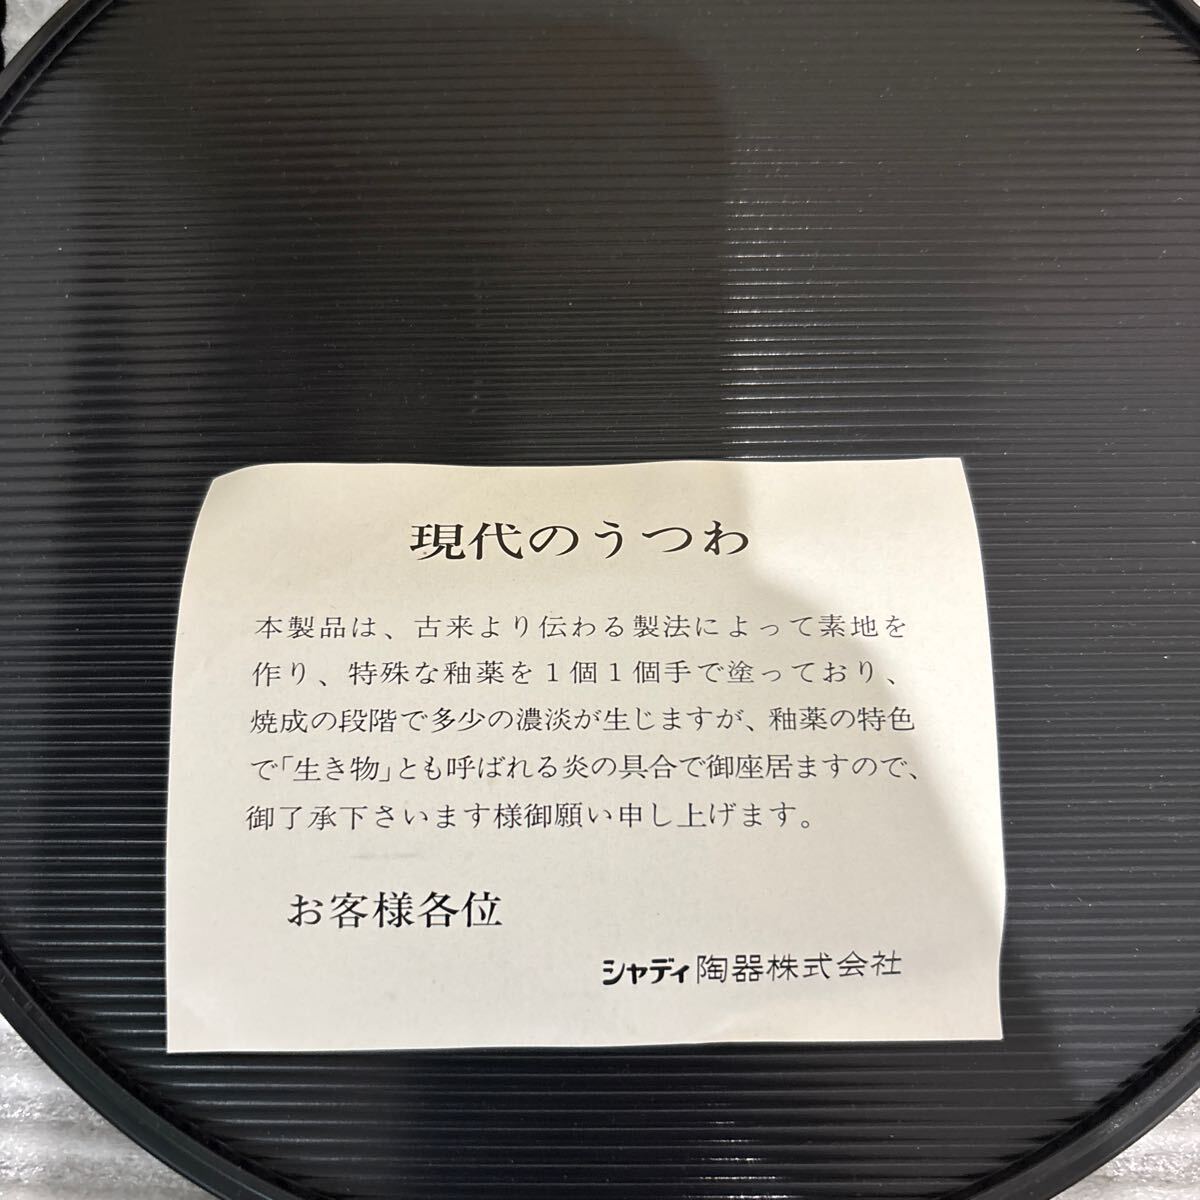 現代のうつわ
本製品は、古来より伝わる製法によって素地を
作り、特殊な釉薬を１個１個手で塗っており、
焼成の段階で多少の濃淡が生じますが、釉薬の特色
で「生き物」とも呼ばれる炎の具合で御座居ますので、
御了承下さいます様御願い申し上げます。
お客様各位
シャディ陶器株式会社